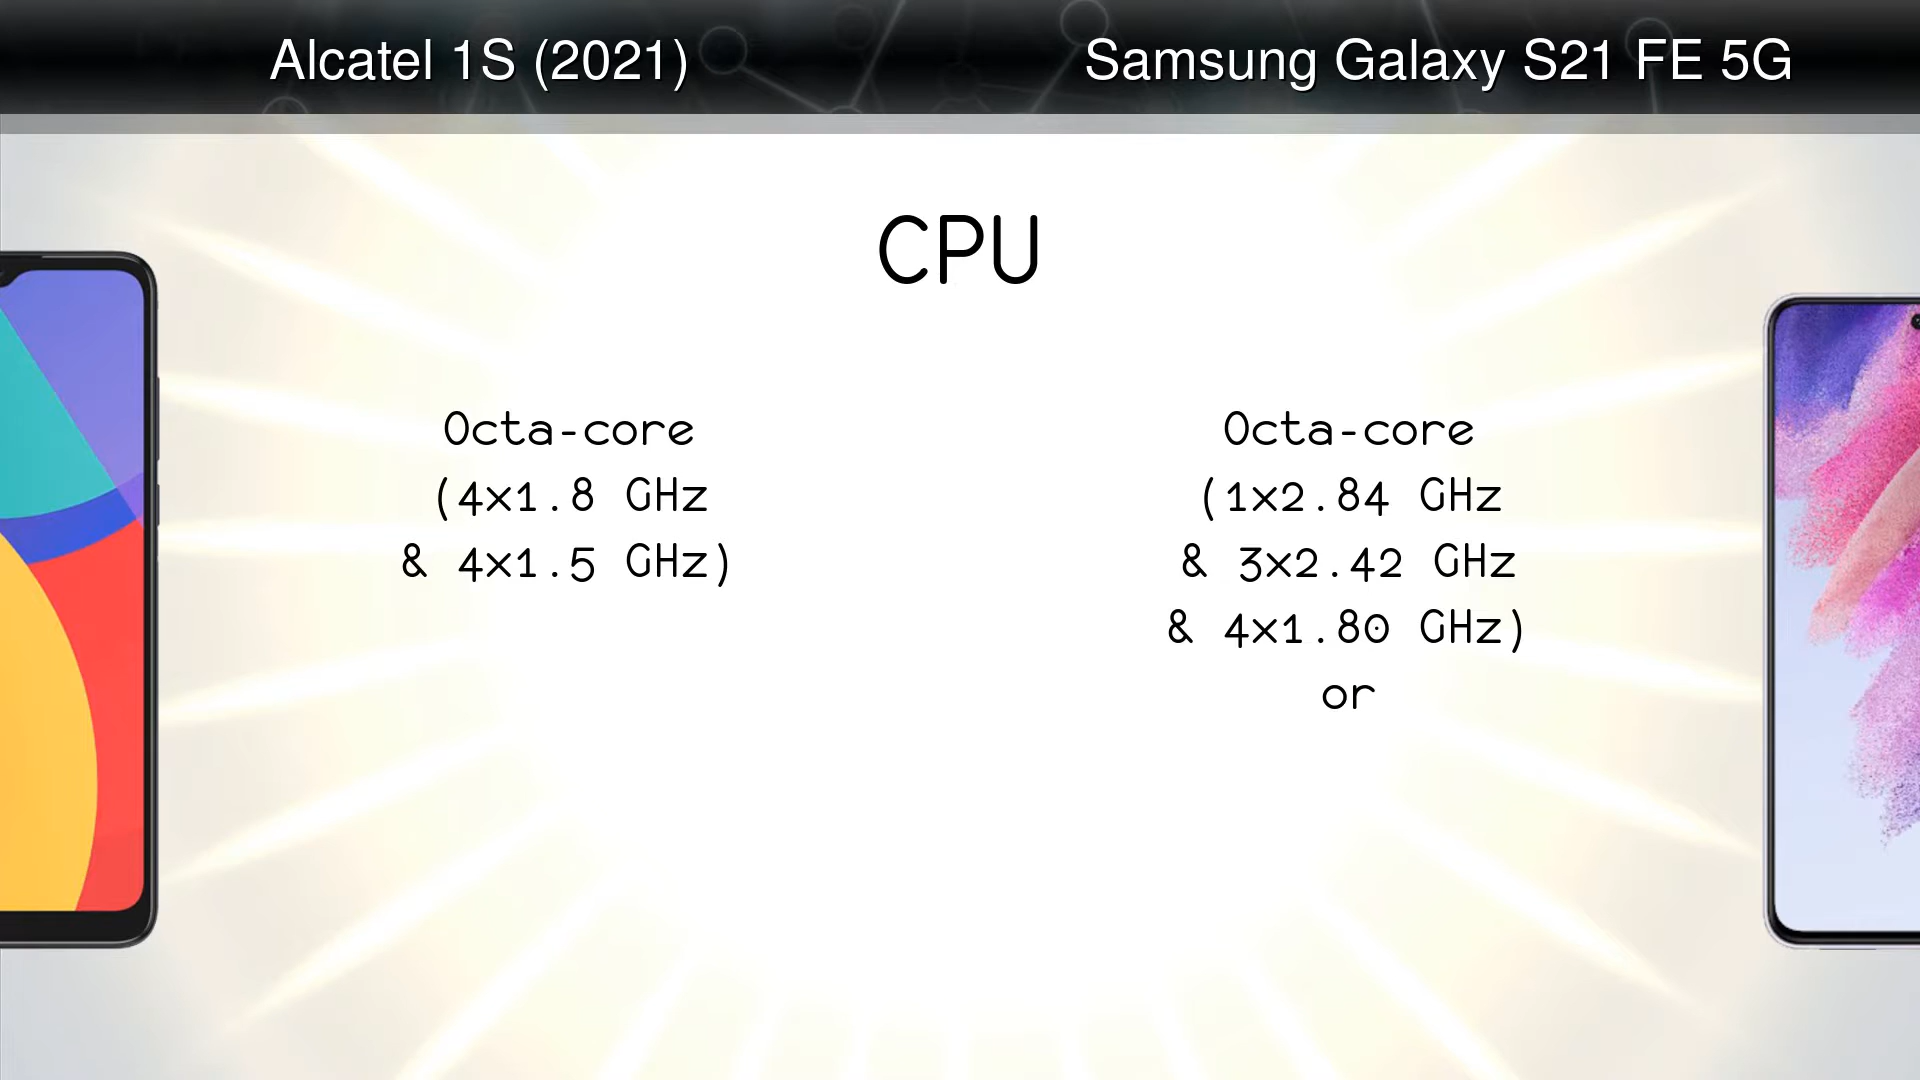 Alcatel 1S (2021)
Samsung Galaxy S21 FE 5G
CPU
Octa-core
(4x1.8 GHz
& 4x1.5 GHz)
Octa-core
(1x2.84 GHz
& 3x2.42 GHz
& 4x1.80 GHz)
or